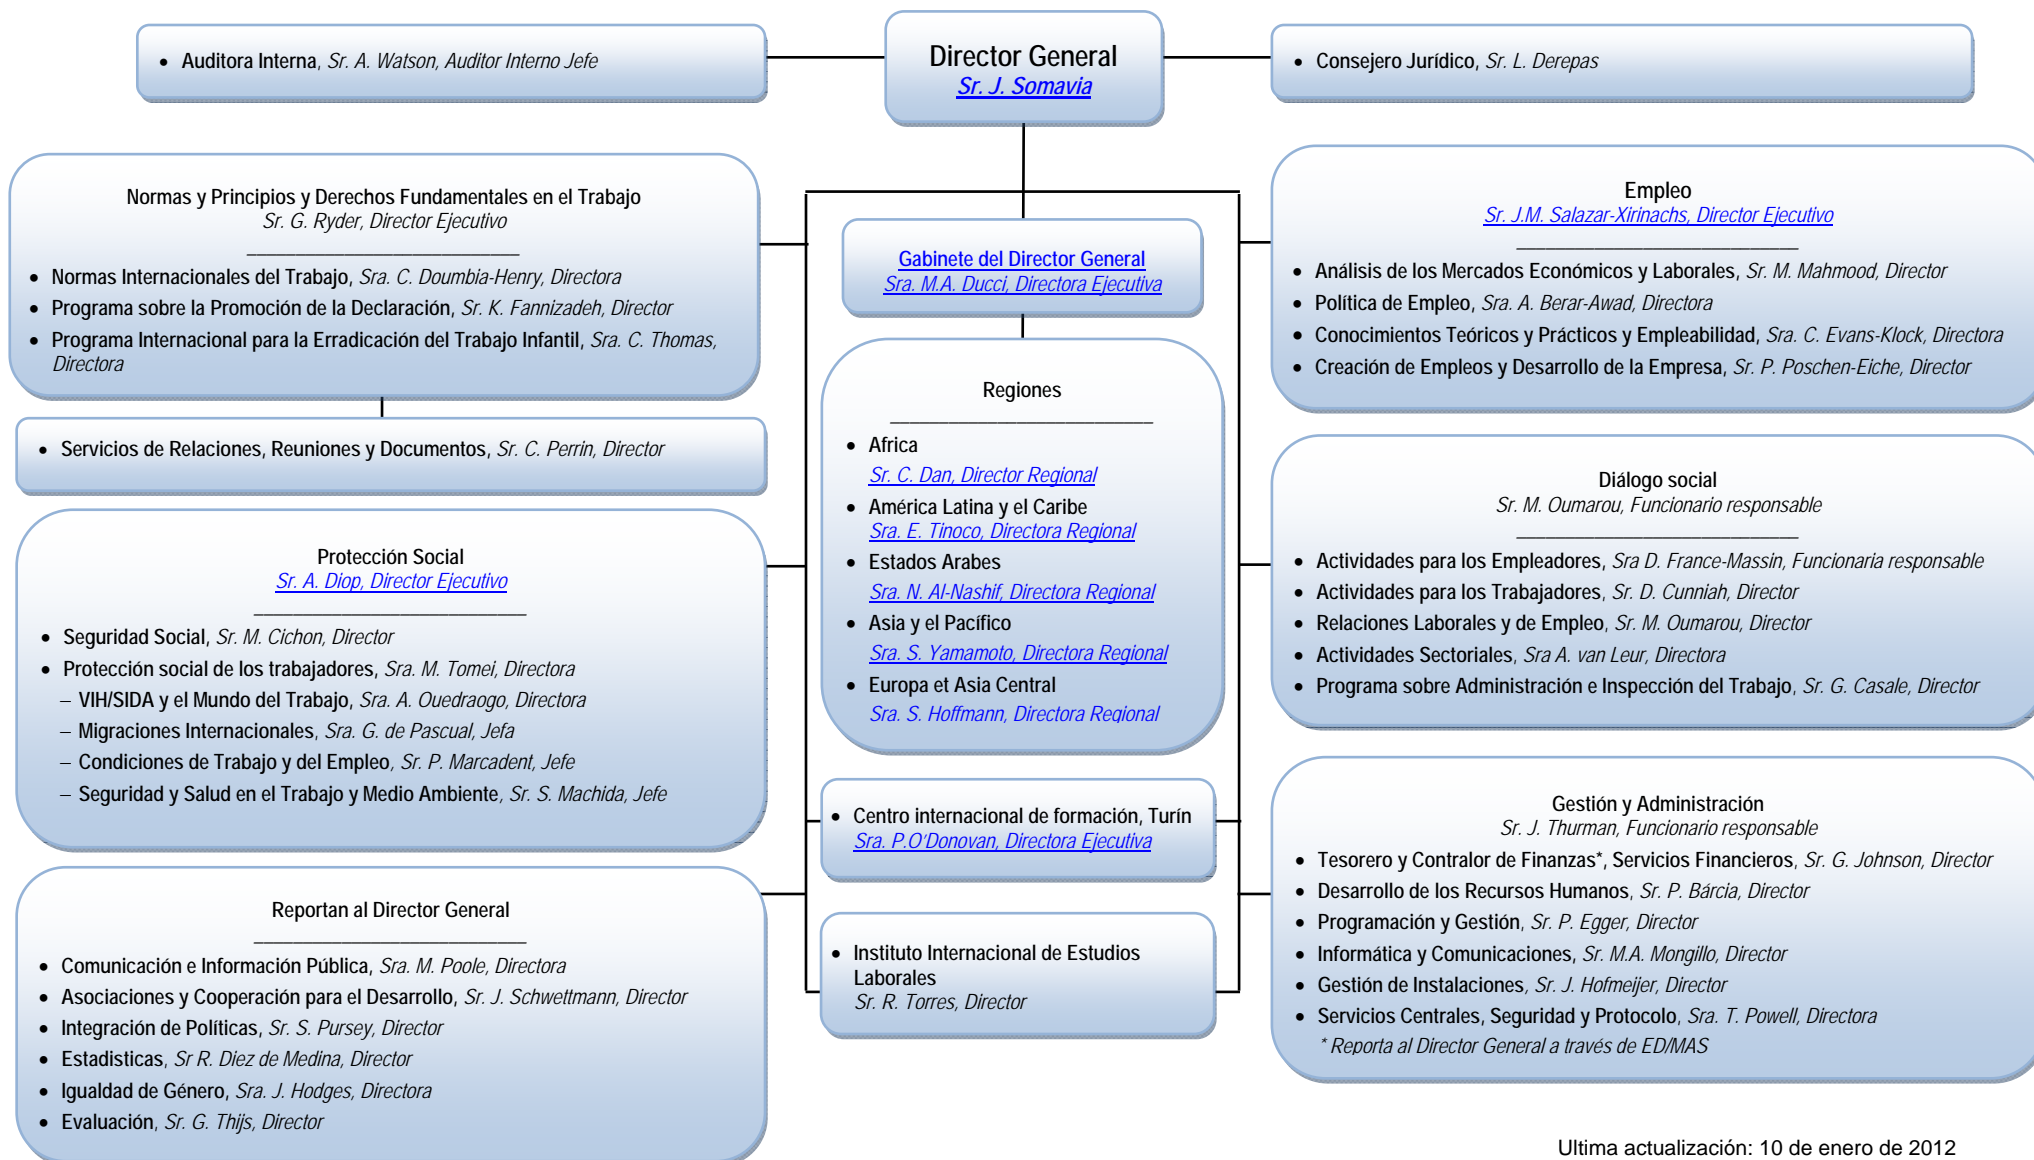 • Auditora Interna, Sr. A. Watson, Auditor Interno Jefe
Director General
Sr. J. Somavia
• Consejero Jurídico, Sr. L. Derepas
Normas y Principios y Derechos Fundamentales en el Trabajo
Sr. G. Ryder, Director Ejecutivo
• Normas Internacionales del Trabajo, Sra. C. Doumbia-Henry, Directora
• Programa sobre la Promoción de la Declaración, Sr. K. Fannizadeh, Director
• Programa Internacional para la Erradicación del Trabajo Infantil, Sra. C. Thomas,
Directora
• Servicios de Relaciones, Reuniones y Documentos, Sr. C. Perrin, Director
Protección Social
Sr. A. Diop, Director Ejecutivo
• Seguridad Social, Sr. M. Cichon, Director
• Protección social de los trabajadores, Sra. M. Tomei, Directora
– VIH/SIDA y el Mundo del Trabajo, Sra. A. Ouedraogo, Directora
– Migraciones Internacionales, Sra. G. de Pascual, Jefa
– Condiciones de Trabajo y del Empleo, Sr. P. Marcadent, Jefe
– Seguridad y Salud en el Trabajo y Medio Ambiente, Sr. S. Machida, Jefe
Reportan al Director General
• Comunicación e Información Pública, Sra. M. Poole, Directora
• Asociaciones y Cooperación para el Desarrollo, Sr. J. Schwettmann, Director
• Integración de Políticas, Sr. S. Pursey, Director
• Estadisticas, Sr R. Diez de Medina, Director
• Igualdad de Género, Sra. J. Hodges, Directora
• Evaluación, Sr. G. Thijs, Director
Gabinete del Director General
Sra. M.A. Ducci, Directora Ejecutiva
Regiones
• Africa
Sr. C. Dan, Director Regional
• América Latina y el Caribe
Sra. E. Tinoco, Directora Regional
• Estados Arabes
Sra. N. Al-Nashif, Directora Regional
• Asia y el Pacífico
Sra. S. Yamamoto, Directora Regional
• Europa et Asia Central
Sra. S. Hoffmann, Directora Regional
• Centro internacional de formación, Turín
Sra. P.O'Donovan, Directora Ejecutiva
• Instituto Internacional de Estudios
Laborales
Sr. R. Torres, Director
Empleo
Sr. J.M. Salazar-Xirinachs, Director Ejecutivo
• Análisis de los Mercados Económicos y Laborales, Sr. M. Mahmood, Director
• Política de Empleo, Sra. A. Berar-Awad, Directora
• Conocimientos Teóricos y Prácticos y Empleabilidad, Sra. C. Evans-Klock, Directora
• Creación de Empleos y Desarrollo de la Empresa, Sr. P. Poschen-Eiche, Director
Diálogo social
Sr. M. Oumarou, Funcionario responsable
• Actividades para los Empleadores, Sra D. France-Massin, Funcionaria responsable
• Actividades para los Trabajadores, Sr. D. Cunniah, Director
• Relaciones Laborales y de Empleo, Sr. M. Oumarou, Director
• Actividades Sectoriales, Sra A. van Leur, Directora
• Programa sobre Administración e Inspección del Trabajo, Sr. G. Casale, Director
Gestión y Administración
Sr. J. Thurman, Funcionario responsable
• Tesorero y Contralor de Finanzas*, Servicios Financieros, Sr. G. Johnson, Director
• Desarrollo de los Recursos Humanos, Sr. P. Bárcia, Director
• Programación y Gestión, Sr. P. Egger, Director
• Informática y Comunicaciones, Sr. M.A. Mongillo, Director
• Gestión de Instalaciones, Sr. J. Hofmeijer, Director
• Servicios Centrales, Seguridad y Protocolo, Sra. T. Powell, Directora
* Reporta al Director General a través de ED/MAS
Ultima actualización: 10 de enero de 2012